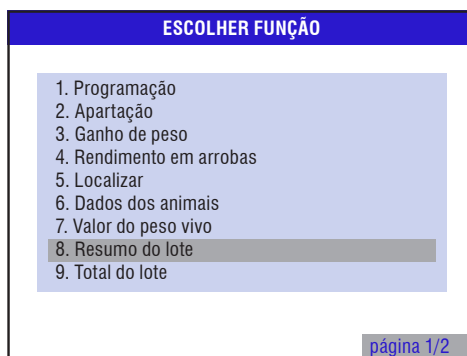 ESCOLHER FUNÇÃO
1. Programação
2. Apartação
3. Ganho de peso
4. Rendimento em arrobas
5. Localizar
6. Dados dos animais
7. Valor do peso vivo
8. Resumo do lote
9. Total do lote
página 1/2